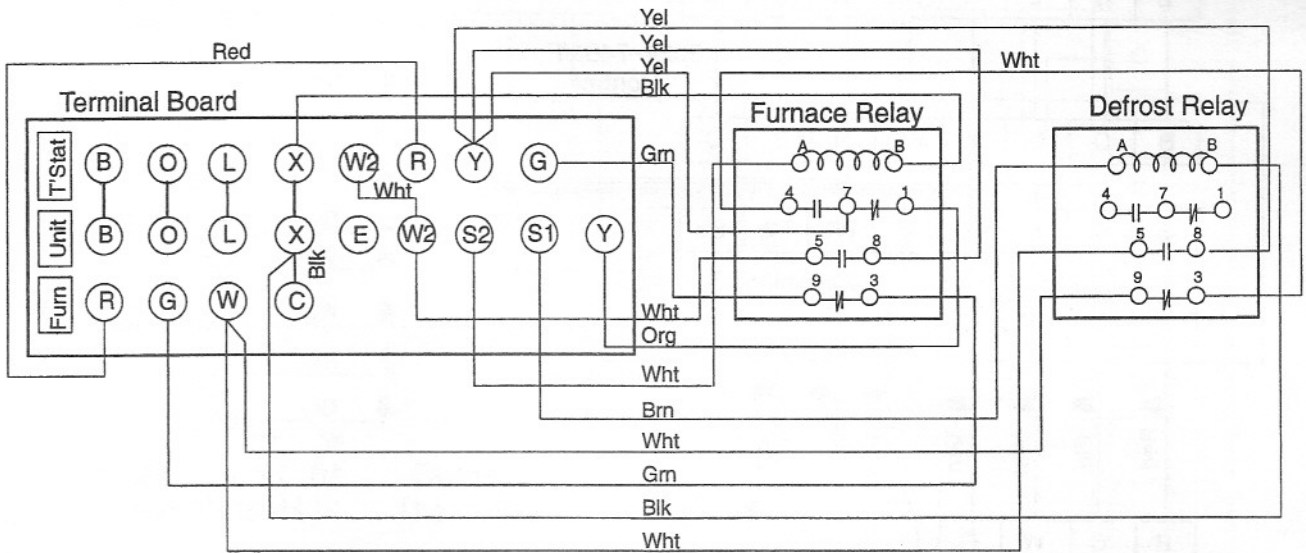 Yel
Yel
Red Yel Wht
Blk
Terminal Board Furnace Relay Defrost Relay
T'Stat B O L X W2 R Y G Grn A B A B
Wht 4 7 1 4 7 1
Unit B O L X E W2 S2 S1 Y 5 8 5 8
Blk
Furn R G W C 9 3 9 3
Wht
Org
Wht
Brn
Wht
Grn
Blk
Wht